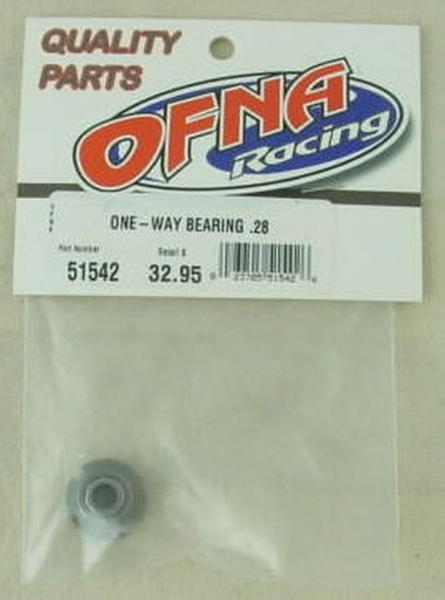 QUALITY
PARTS
OFNA
Racing
ONE-WAY BEARING .28
Part Number
Retail $
51542
32.95